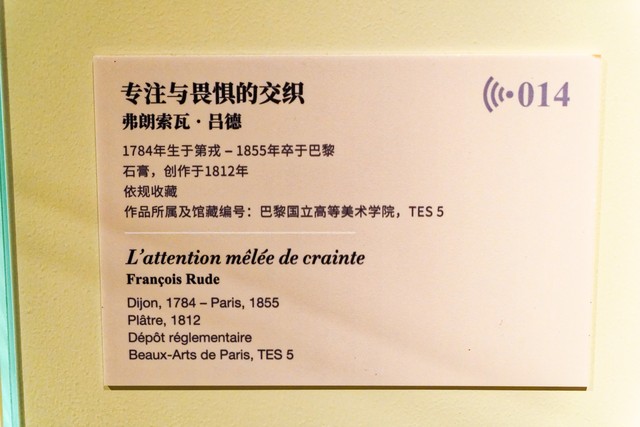 专注与畏惧的交织
014
弗朗索瓦·吕德
1784年生于第戎 – 1855年卒于巴黎
石膏，创作于1812年
依规收藏
作品所属及馆藏编号：巴黎国立高等美术学院，TES 5
L'attention mêlée de crainte
François Rude
Dijon, 1784 – Paris, 1855
Plâtre, 1812
Dépôt réglementaire
Beaux-Arts de Paris, TES 5